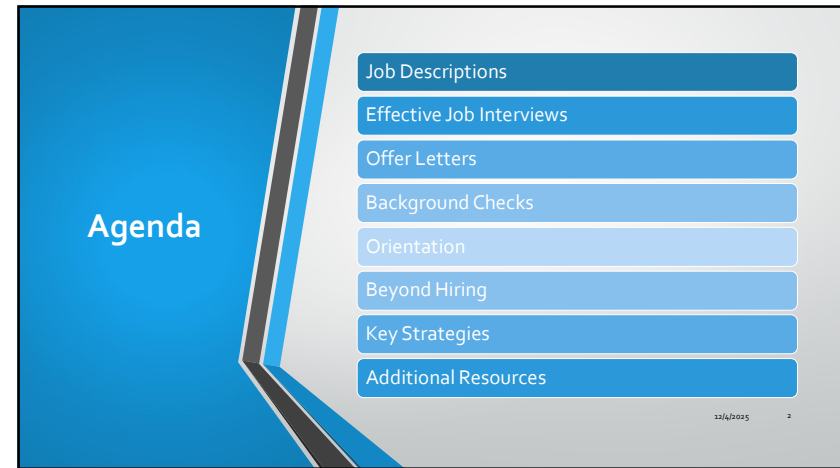 Agenda
Job Descriptions
Effective Job Interviews
Offer Letters
Background Checks
Orientation
Beyond Hiring
Key Strategies
Additional Resources
12/4/2025 2